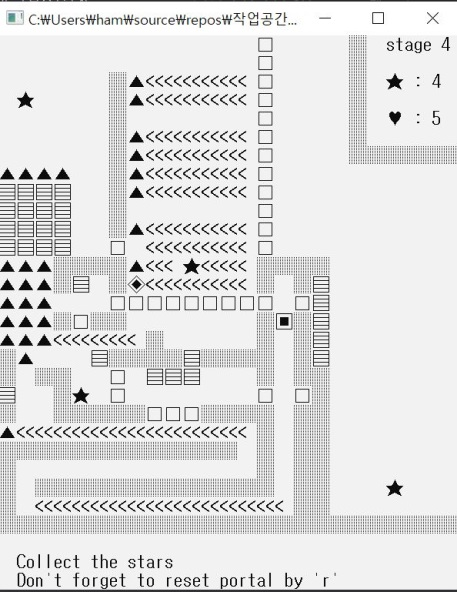 C:₩Users₩ham₩source₩repos₩작업공간...
stage 4
★ : 4
♥ : 5
Collect the stars
Don't forget to reset portal by 'r'